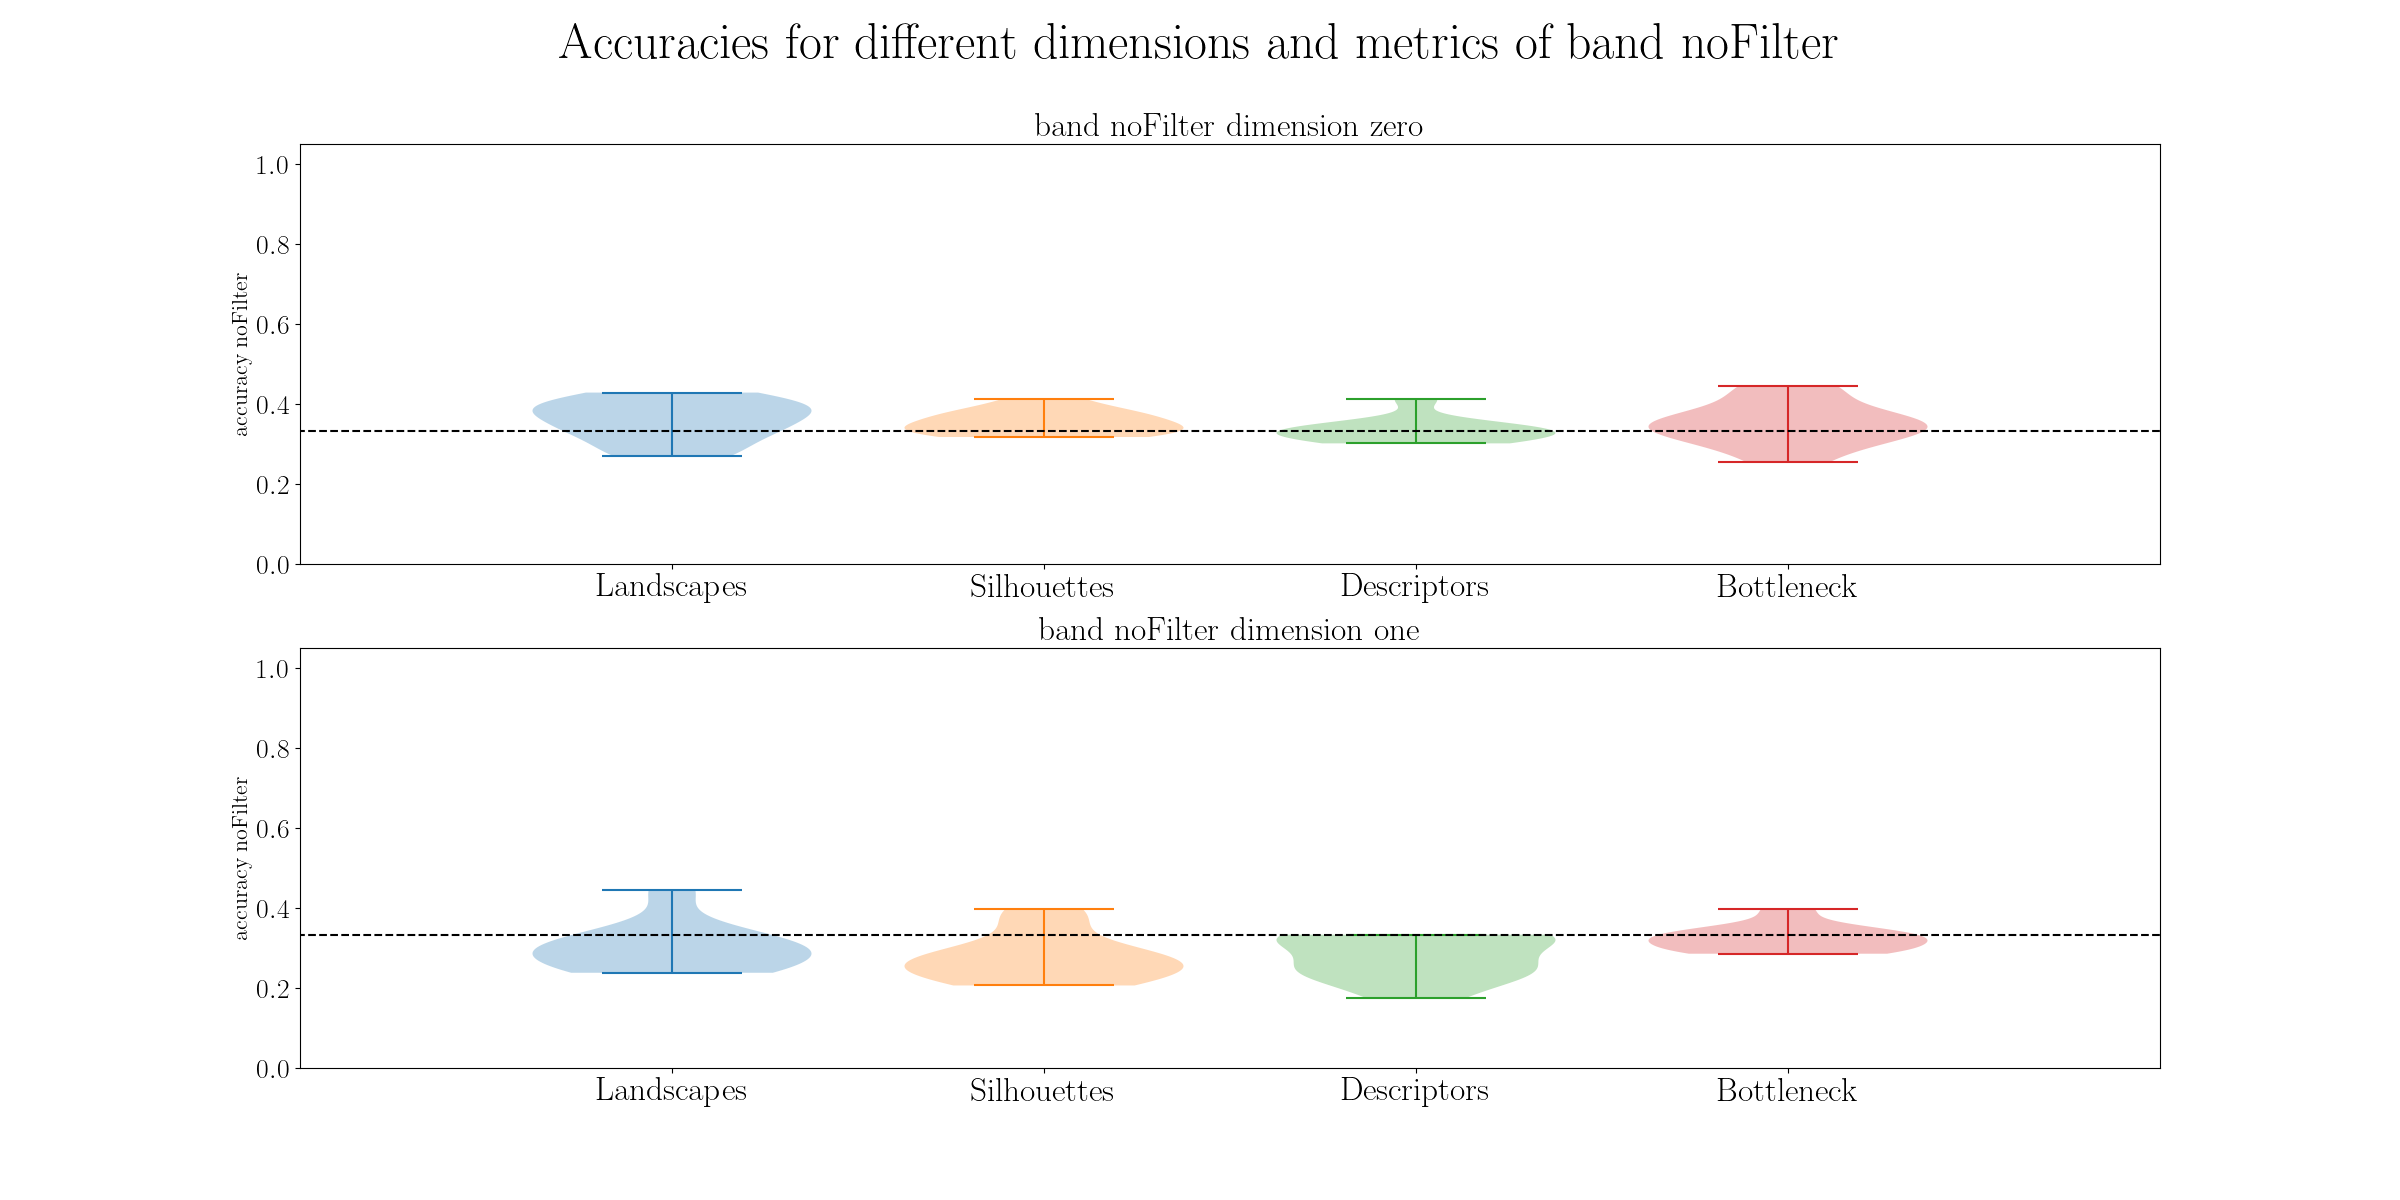 Accuracies for different dimensions and metrics of band noFilter
band noFilter dimension zero
accuracy noFilter
1.0
0.8
0.6
0.4
0.2
0.0
Landscapes Silhouettes Descriptors Bottleneck
band noFilter dimension one
accuracy noFilter
1.0
0.8
0.6
0.4
0.2
0.0
Landscapes Silhouettes Descriptors Bottleneck